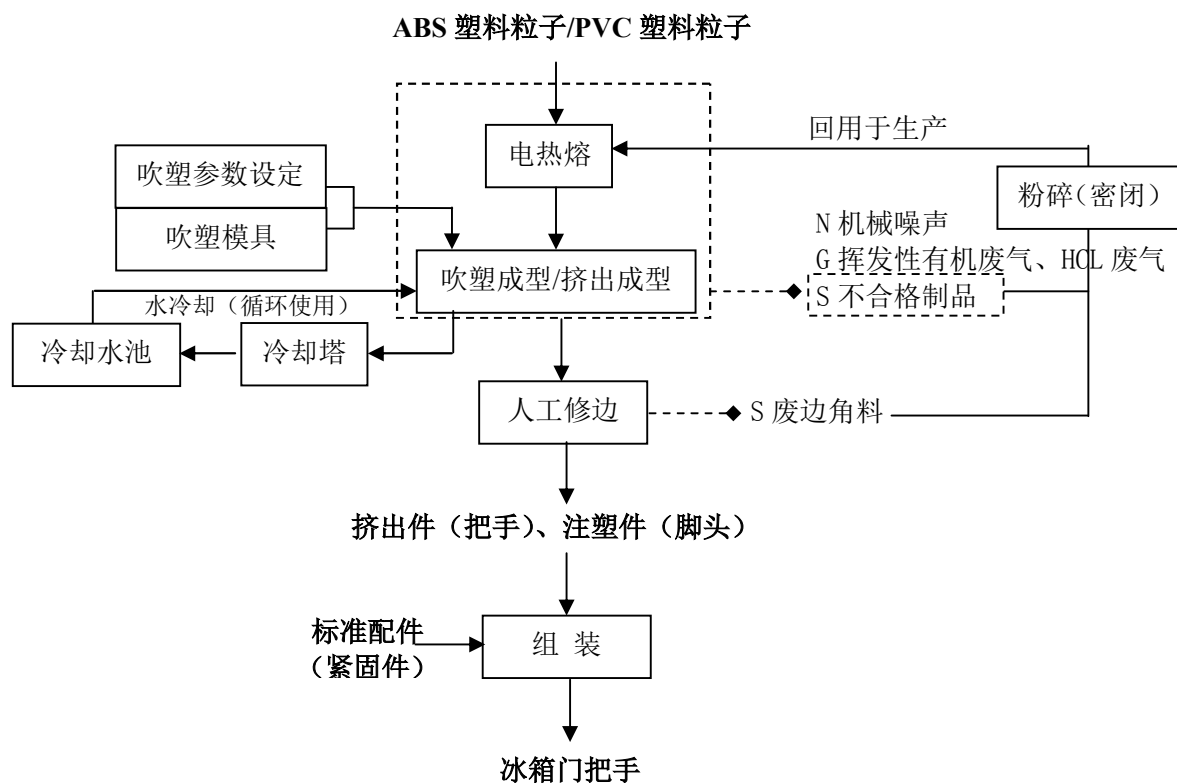 ABS 塑料粒子/PVC 塑料粒子
回用于生产
电热熔
吹塑参数设定
粉碎（密闭）
N 机械噪声
吹塑模具
G 挥发性有机废气、HCL 废气
吹塑成型/挤出成型
S 不合格制品
水冷却（循环使用）
冷却水池
冷却塔
人工修边
S 废边角料
挤出件（把手）、注塑件（脚头）
标准配件
（紧固件）
组 装
冰箱门把手